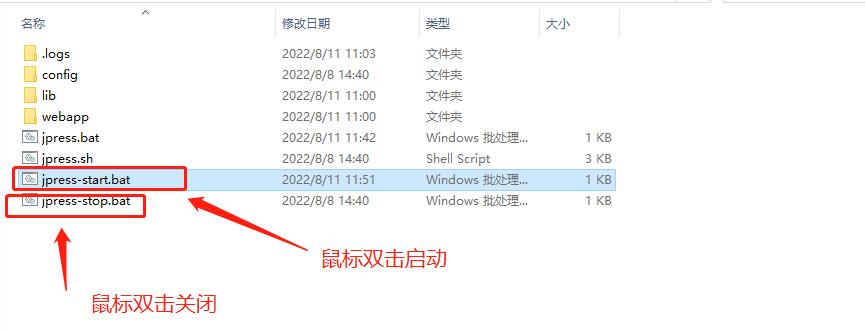 名称 修改日期 类型 大小
.logs 2022/8/11 11:03 文件夹
config 2022/8/8 14:40 文件夹
lib 2022/8/11 11:00 文件夹
webapp 2022/8/11 11:00 文件夹
jpress.bat 2022/8/11 11:42 Windows 批处理... 1 KB
jpress.sh 2022/8/8 14:40 Shell Script 3 KB
jpress-start.bat 2022/8/11 11:51 Windows 批处理... 1 KB
jpress-stop.bat 2022/8/8 14:40 Windows 批处理... 1 KB
鼠标双击启动
鼠标双击关闭